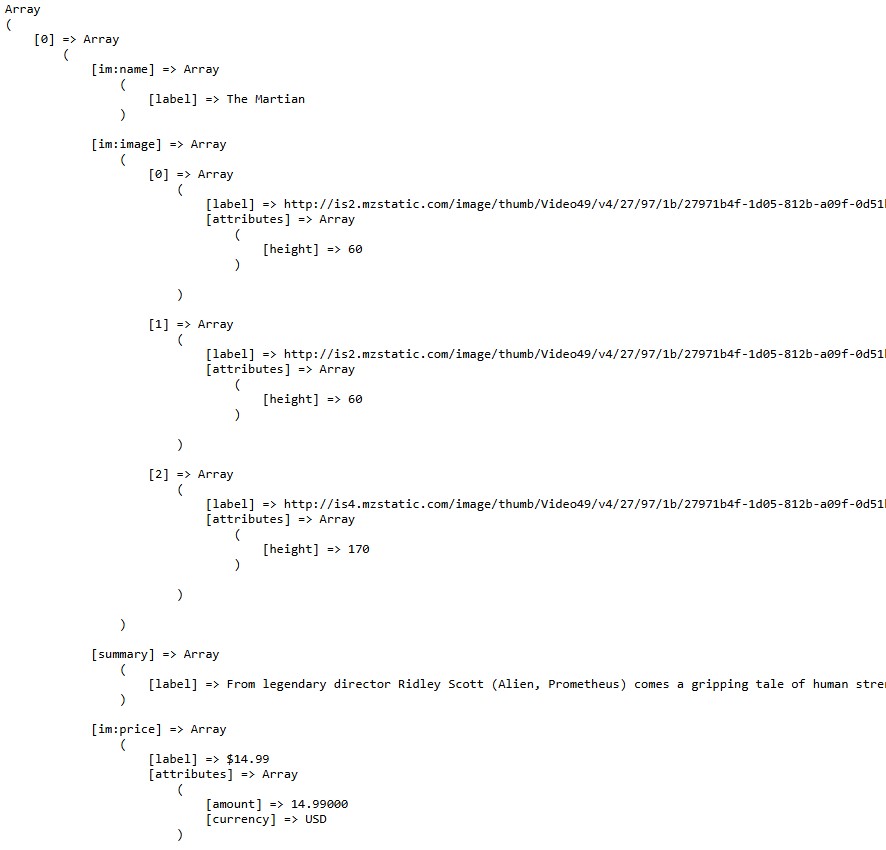 Array
(
[0] => Array
(
[im:name] => Array
(
[label] => The Martian
)
[im:image] => Array
(
[0] => Array
(
[label] => http://is2.mzstatic.com/image/thumb/Video49/v4/27/97/1b/27971b4f-1d05-812b-a09f-0d51
[attributes] => Array
(
[height] => 60
)
)
[1] => Array
(
[label] => http://is2.mzstatic.com/image/thumb/Video49/v4/27/97/1b/27971b4f-1d05-812b-a09f-0d51
[attributes] => Array
(
[height] => 60
)
)
[2] => Array
(
[label] => http://is4.mzstatic.com/image/thumb/Video49/v4/27/97/1b/27971b4f-1d05-812b-a09f-0d51
[attributes] => Array
(
[height] => 170
)
)
)
[summary] => Array
(
[label] => From legendary director Ridley Scott (Alien, Prometheus) comes a gripping tale of human stre
)
[im:price] => Array
(
[label] => $14.99
[attributes] => Array
(
[amount] => 14.99000
[currency] => USD
)